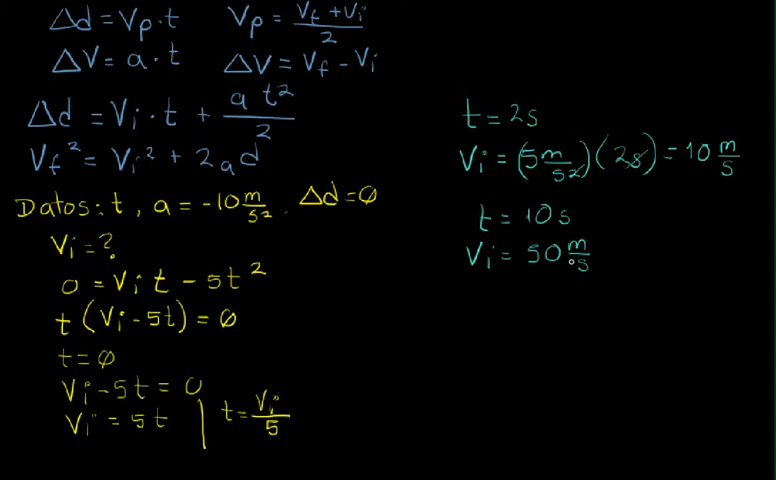 Δd = Vp · t    Vp = (Vf + Vi)/2
ΔV = a · t    ΔV = Vf - Vi
Δd = Vi · t + (a t²)/2
Vf² = Vi² + 2ad
Datos: t, a = -10 m/s², Δd = 0
Vi = ?
0 = Vi t - 5t²
t (Vi - 5t) = 0
t = 0
Vi - 5t = 0
Vi = 5t | t = Vi/5
t = 2s
Vi = (5 m/s²)(2s) = 10 m/s
t = 10s
Vi = 50 m/s